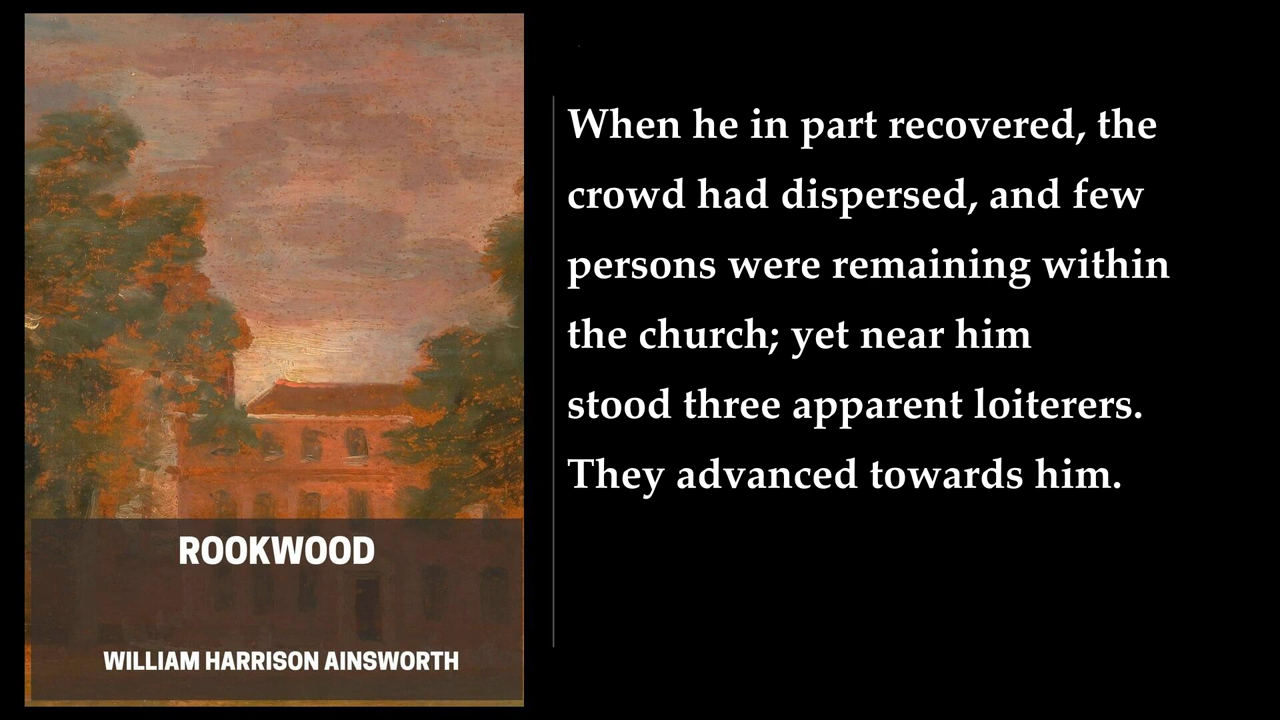 ROOKWOOD
WILLIAM HARRISON AINSWORTH
When he in part recovered, the
crowd had dispersed, and few
persons were remaining within
the church; yet near him
stood three apparent loiterers.
They advanced towards him.